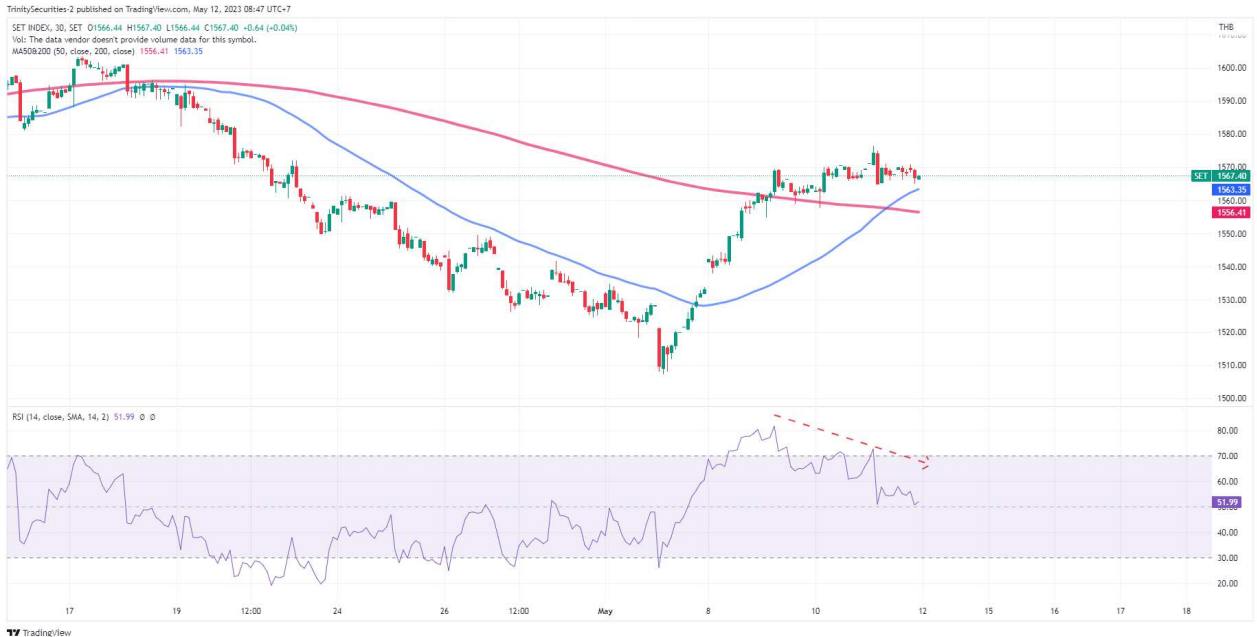 TrinitySecurities-2 published on TradingView.com, May 12, 2023 08:47 UTC+7
SET INDEX, 30, SET O1566.44 H1567.40 L1566.44 C1567.40 +0.64 (+0.04%)
Vol: The data vendor doesn't provide volume data for this symbol.
MA50&200 (50, close, 200, close) 1556.41 1563.35
THB
1600.00
1590.00
1580.00
1570.00
SET 1567.40
1563.35
1560.00
1556.41
1550.00
1540.00
1530.00
1520.00
1510.00
1500.00
RSI (14, close, SMA, 14, 2) 51.99 Ø Ø
80.00
70.00
60.00
51.99
40.00
30.00
20.00
17 19 12:00 24 26 12:00 May 8 10 12 15 16 17 18
TradingView